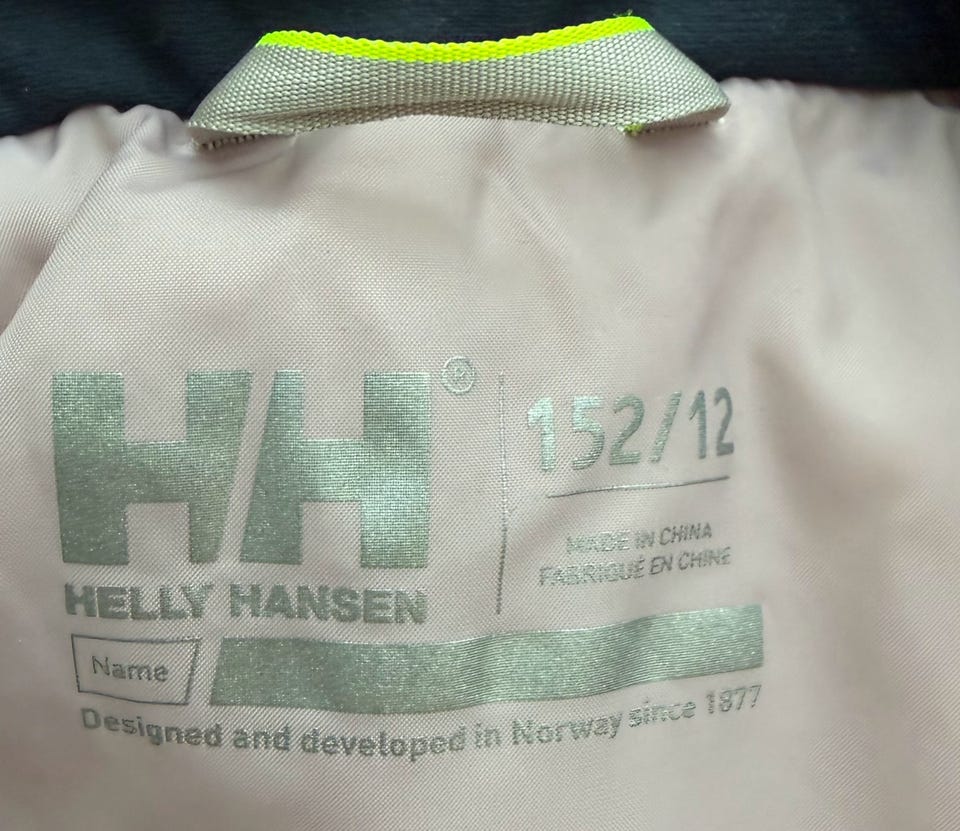 HH®
HELLY HANSEN
152/12
MADE IN CHINA
FABRIQUÉ EN CHINE
Name
Designed and developed in Norway since 1877